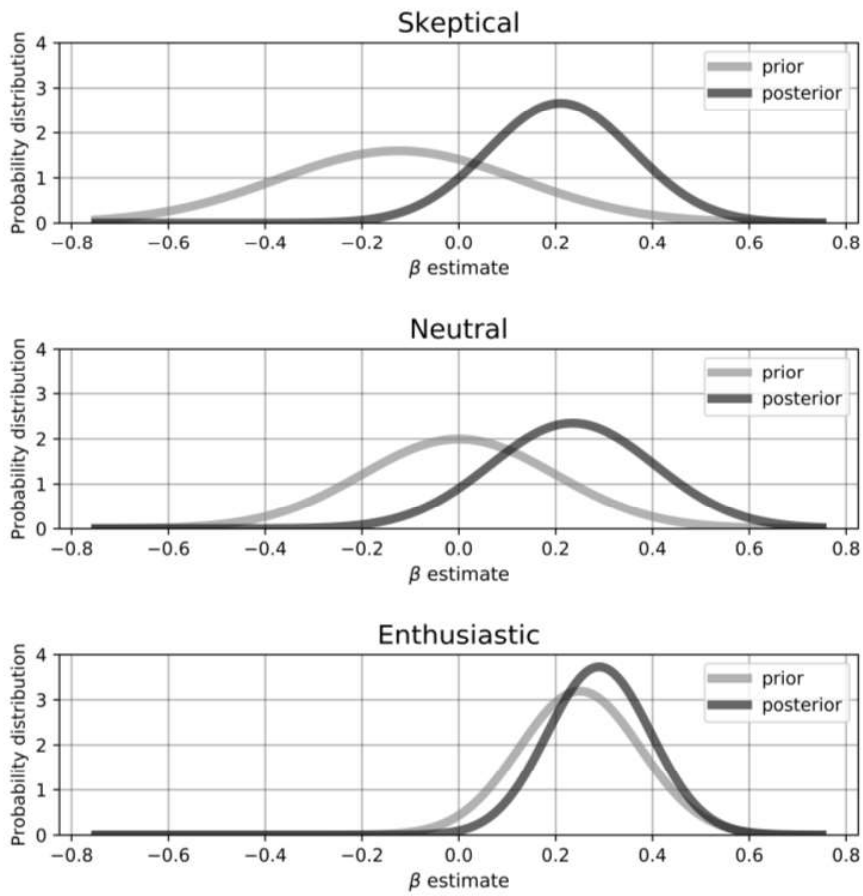 Skeptical
Probability distribution
4
3
2
1
0
prior
posterior
−0.8 −0.6 −0.4 −0.2 0.0 0.2 0.4 0.6 0.8
β estimate
Neutral
Probability distribution
4
3
2
1
0
prior
posterior
−0.8 −0.6 −0.4 −0.2 0.0 0.2 0.4 0.6 0.8
β estimate
Enthusiastic
Probability distribution
4
3
2
1
0
prior
posterior
−0.8 −0.6 −0.4 −0.2 0.0 0.2 0.4 0.6 0.8
β estimate